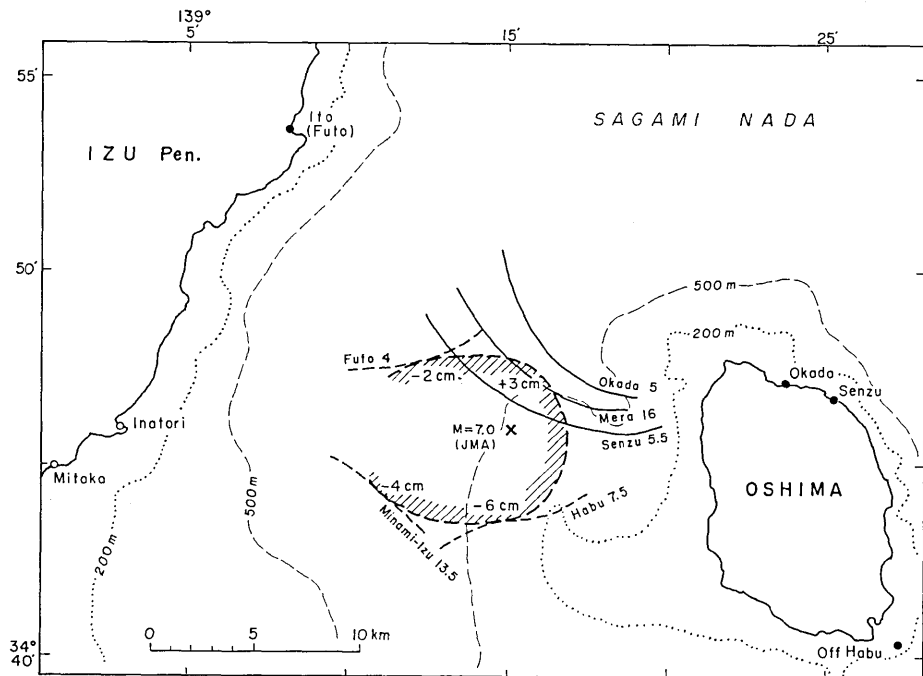 139°
5'
15'
25'
55'
Ito
(Futo)
SAGAMI NADA
IZU Pen.
50'
500 m
200 m
Futo 4
-2 cm
+3 cm
Okada 5
Okada
Mera 16
Senzu
Inatori
M=7.0
(JMA)
Senzu 5.5
Mitaka
-4 cm
-6 cm
Habu 7.5
OSHIMA
500m
Minami-Izu 13.5
200m
0 5 10 km
34°
40'
Off Habu